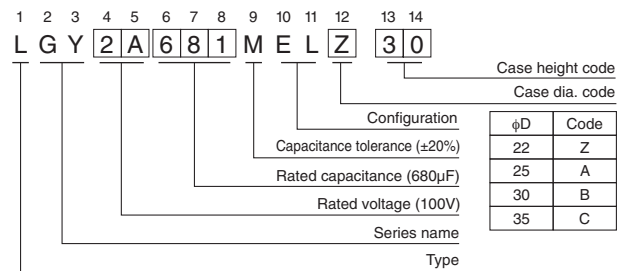 1 2 3 4 5 6 7 8 9 10 11 12 13 14
L G Y 2 A 6 8 1 M E L Z 3 0
Case height code
Case dia. code
Configuration
Capacitance tolerance (±20%)
Rated capacitance (680µF)
Rated voltage (100V)
Series name
Type
ϕD Code
22 Z
25 A
30 B
35 C